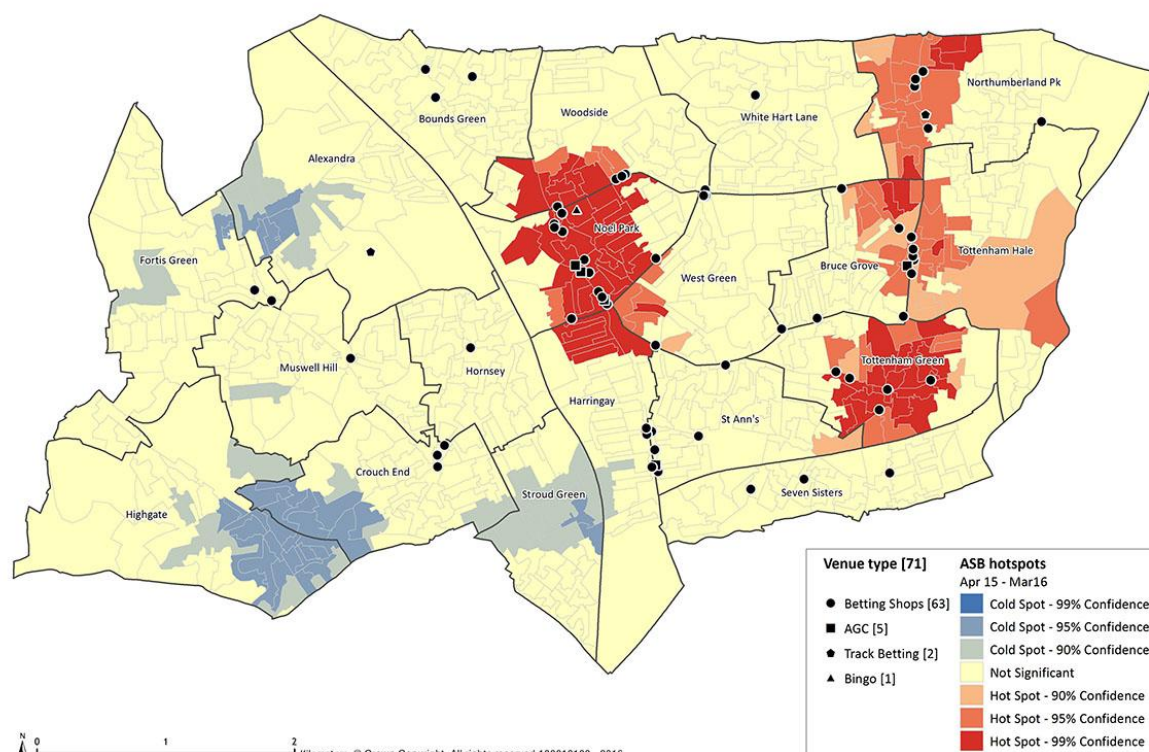 Northumberland Pk
White Hart Lane
Woodside
Bounds Green
Alexandra
Noel Park
Fortis Green
Tottenham Hale
West Green
Bruce Grove
Muswell Hill
Hornsey
Tottenham Green
Harringay
St Ann's
Crouch End
Stroud Green
Seven Sisters
Highgate
Venue type [71]
Betting Shops [63]
AGC [5]
Track Betting [2]
Bingo [1]
ASB hotspots
Apr 15 - Mar16
Cold Spot - 99% Confidence
Cold Spot - 95% Confidence
Cold Spot - 90% Confidence
Not Significant
Hot Spot - 90% Confidence
Hot Spot - 95% Confidence
Hot Spot - 99% Confidence
N
0 1 2